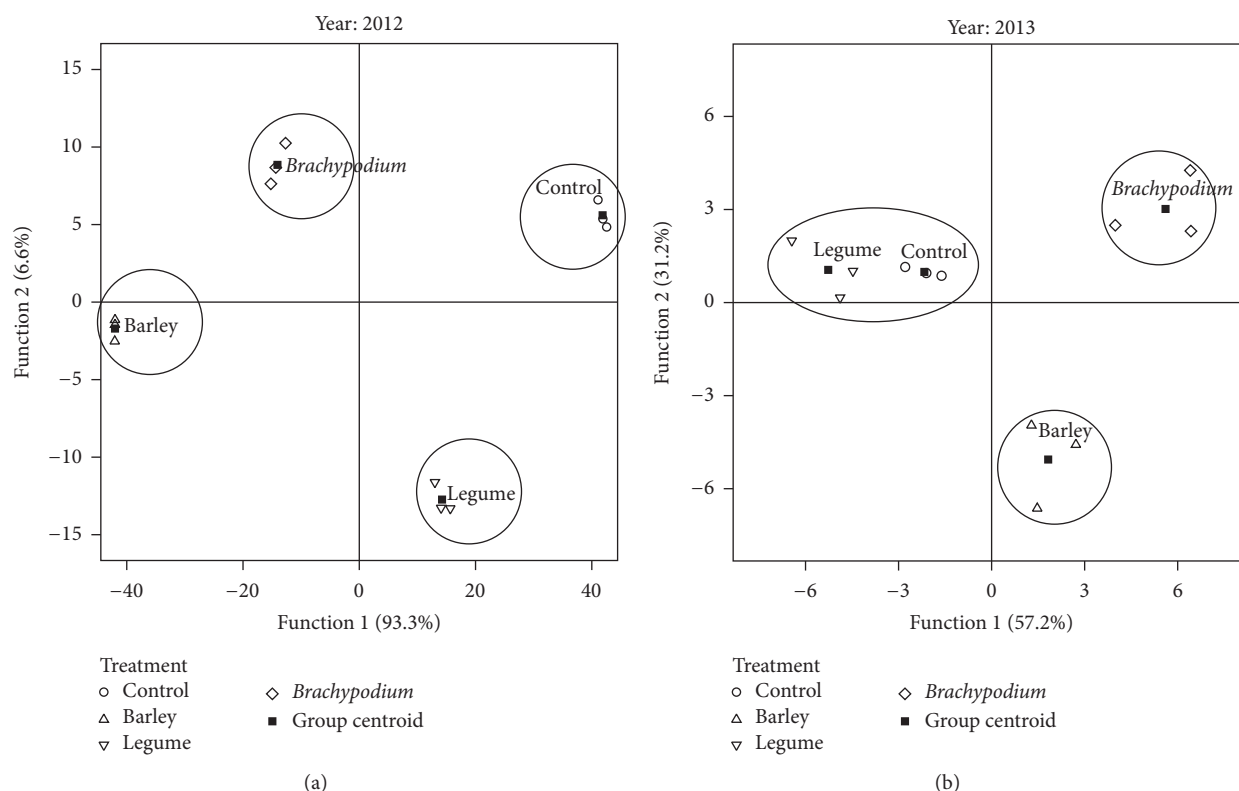 Year: 2012
15
10
5
0
−5
−10
−15
Function 2 (6.6%)
Brachypodium
Control
Barley
Legume
−40
−20
0
20
40
Function 1 (93.3%)
Treatment
Control
Barley
Legume
Brachypodium
Group centroid
(a)
Year: 2013
6
3
0
−3
−6
Function 2 (31.2%)
Brachypodium
Legume
Control
Barley
−6
−3
0
3
6
Function 1 (57.2%)
Treatment
Control
Barley
Legume
Brachypodium
Group centroid
(b)